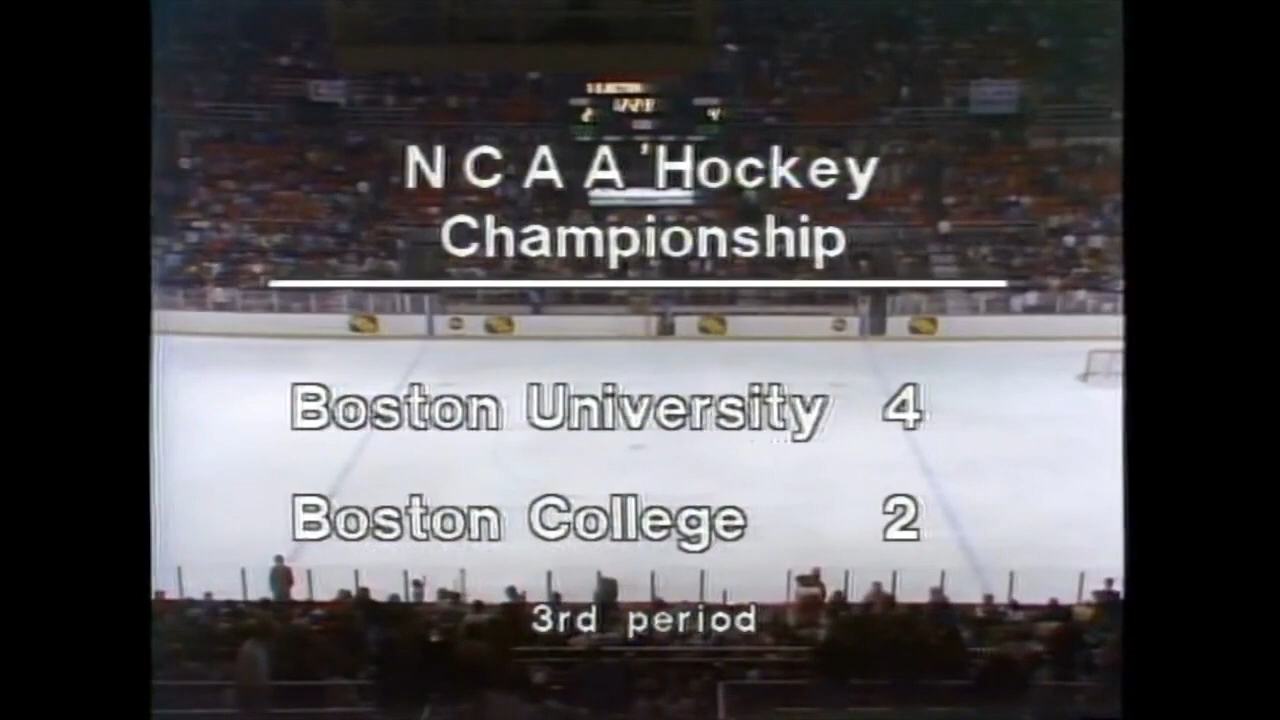 NCAA Hockey
Championship
Boston University 4
Boston College 2
3rd period